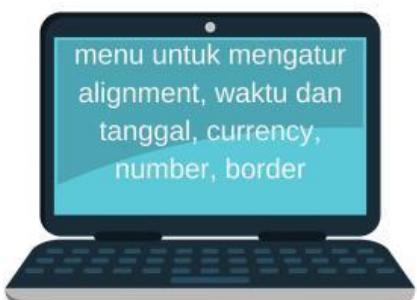 menu untuk mengatur
alignment, waktu dan
tanggal, currency,
number, border